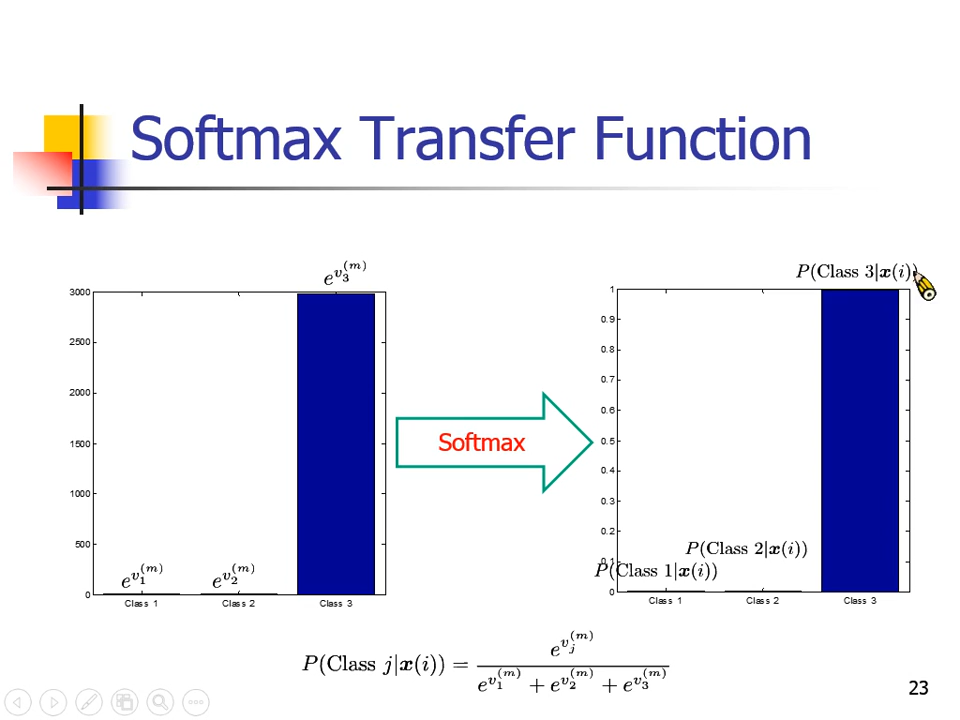 Softmax Transfer Function
e^{v_3^{(m)}}
3000
2500
2000
1500
1000
500
0
e^{v_1^{(m)}}
e^{v_2^{(m)}}
Class 1 Class 2 Class 3
Softmax
P(Class 3|x(i))
1
0.9
0.8
0.7
0.6
0.5
0.4
0.3
0.2
P(Class 2|x(i))
0.1
P(Class 1|x(i))
0
Class 1 Class 2 Class 3
P(Class j|x(i)) = \frac{e^{v_j^{(m)}}}{e^{v_1^{(m)}} + e^{v_2^{(m)}} + e^{v_3^{(m)}}}
23